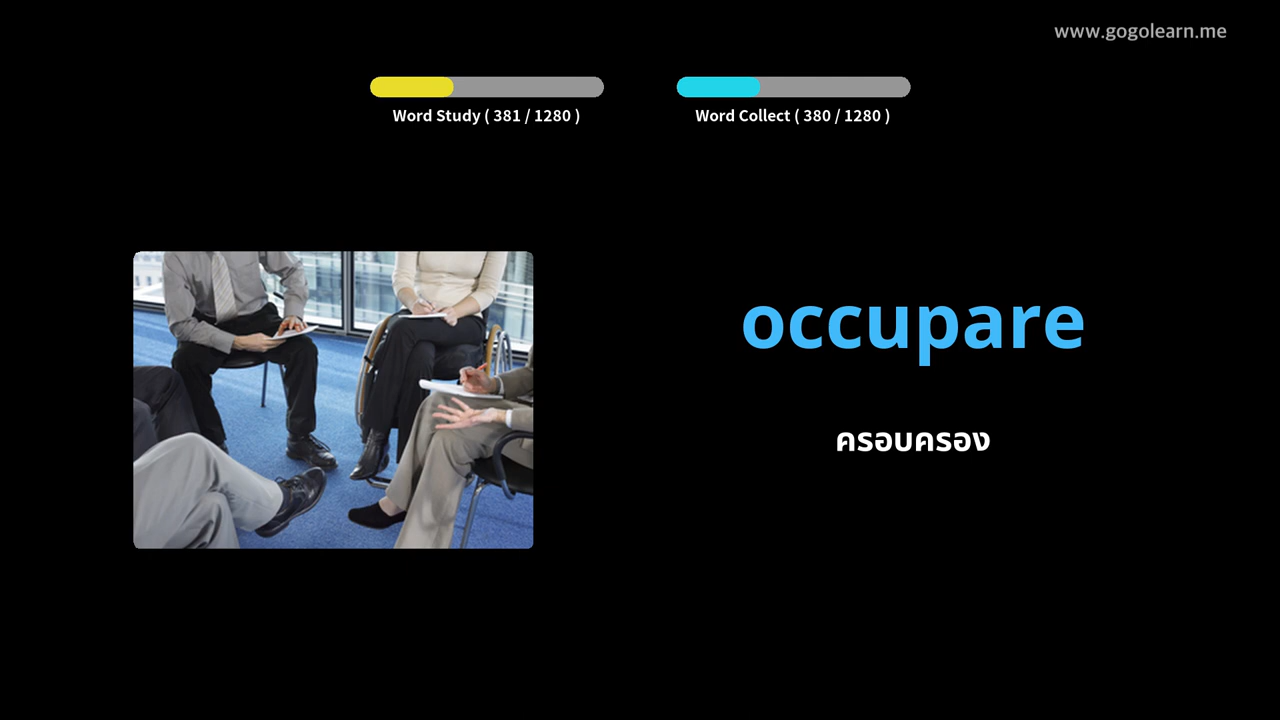 www.gogolearn.me
Word Study ( 381 / 1280 )
Word Collect ( 380 / 1280 )
occupare
ครอบครอง